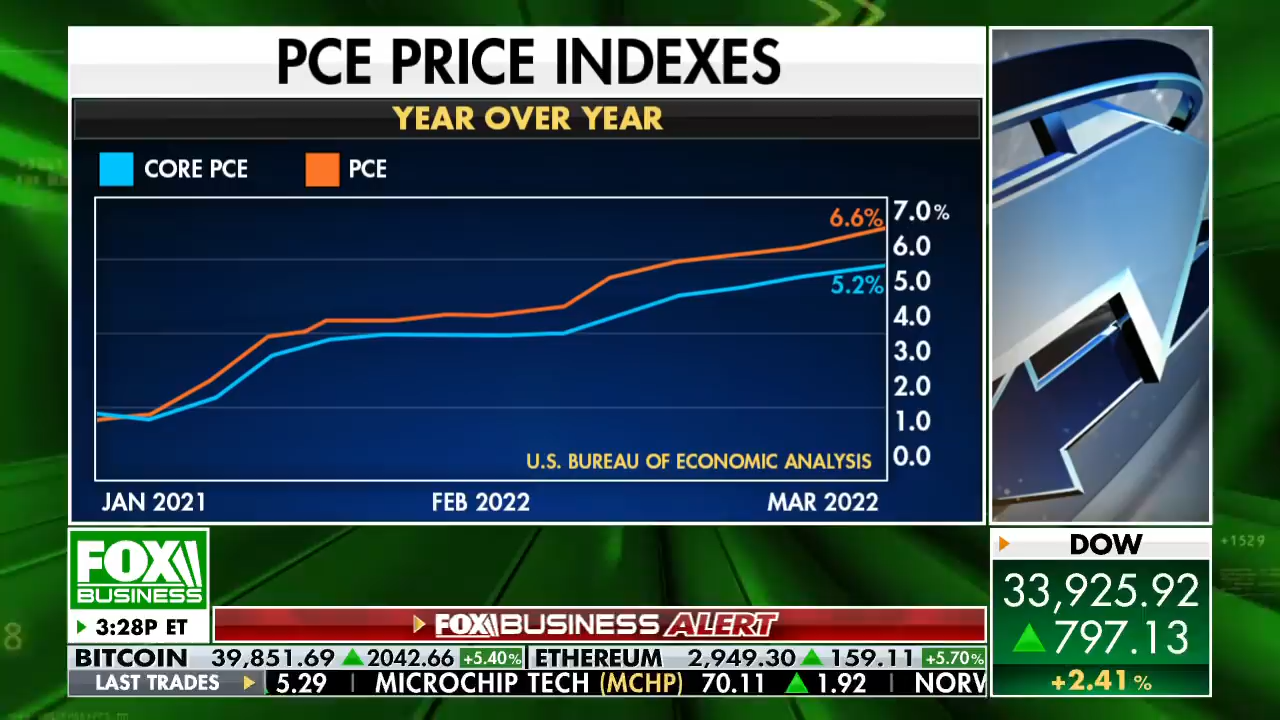 PCE PRICE INDEXES
YEAR OVER YEAR
CORE PCE PCE
6.6%
5.2%
7.0%
6.0
5.0
4.0
3.0
2.0
1.0
0.0
U.S. BUREAU OF ECONOMIC ANALYSIS
JAN 2021 FEB 2022 MAR 2022
FOX
BUSINESS
3:28P ET
FOX BUSINESS ALERT
BITCOIN 39,851.69 2042.66 +5.40% ETHEREUM 2,949.30 159.11 +5.70%
LAST TRADES 5.29 | MICROCHIP TECH (MCHP) 70.11 1.92 | NORV
DOW
33,925.92
797.13
+2.41%
+1529
8